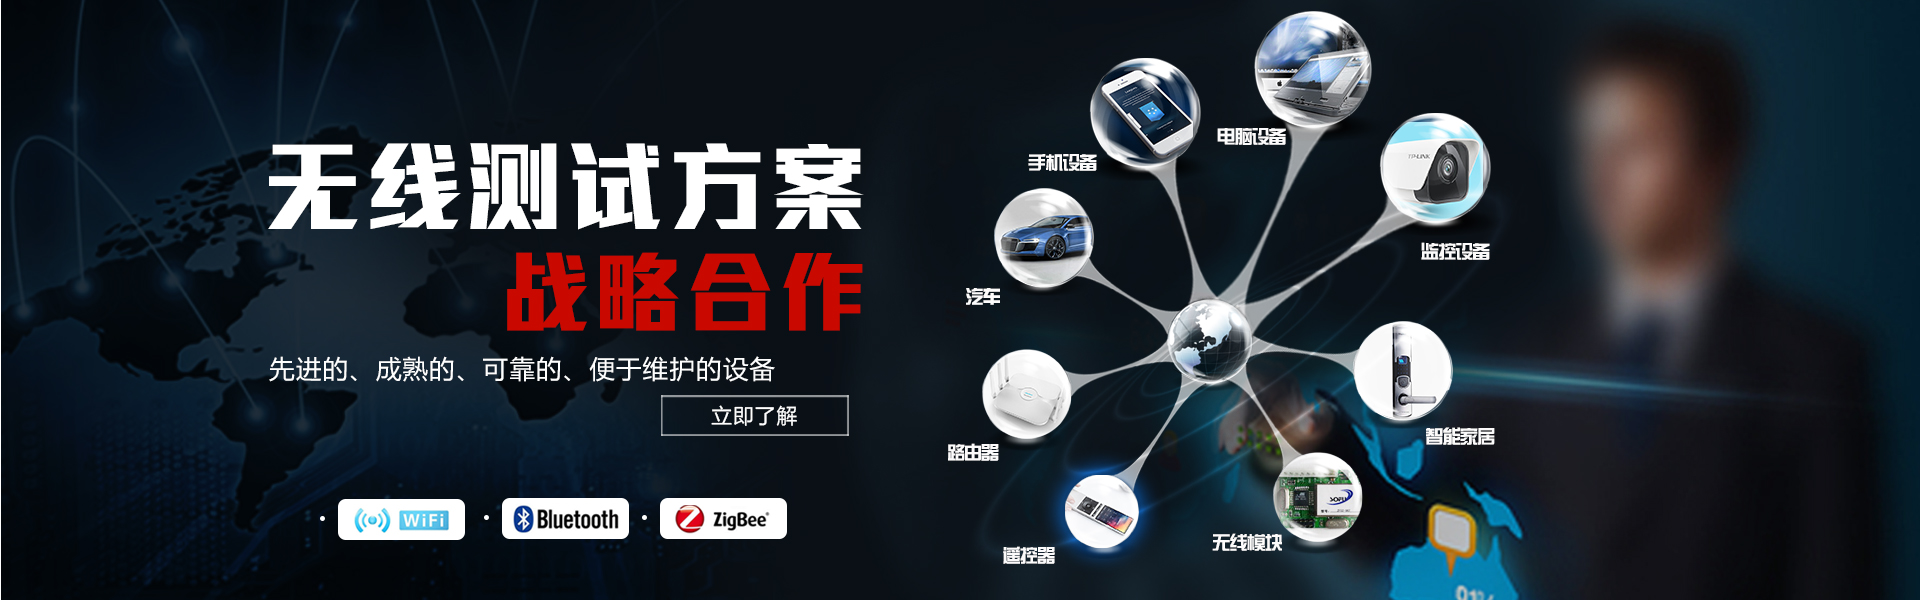 无线测试方案
战略合作
先进的、成熟的、可靠的、便于维护的设备
立即了解
WiFi
Bluetooth
ZigBee
电脑设备
手机设备
TP-LINK
监控设备
汽车
智能家居
路由器
无线模块
遥控器